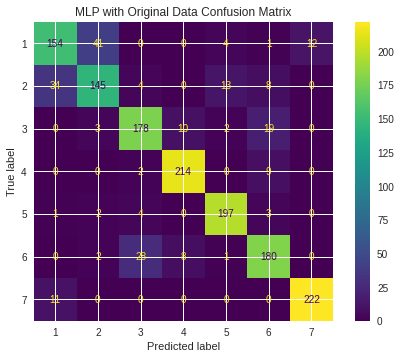 MLP with Original Data Confusion Matrix
1 154 41 0 0 4 1 12
2 145 4 0 13 8 0
3 0 3 178 10 2 19 0
4 0 0 2 214 0 0 0
5 1 2 4 0 197 3 0
6 0 2 8 1 180 0
7 11 0 0 0 0 0 222
1 2 3 4 5 6 7
True label
Predicted label
200
175
150
125
100
75
50
25
0